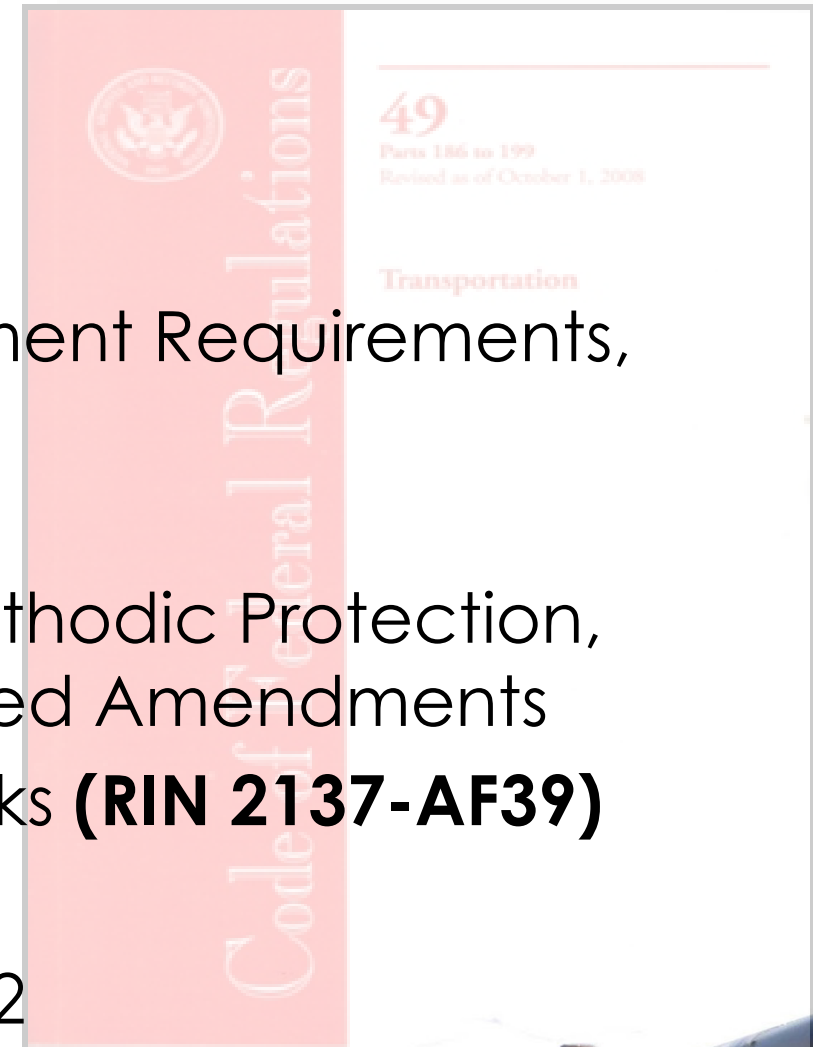 49
Parts 186 to 199
Revised as of October 1, 2008
Transportation
Code of Federal Regulations
ment Requirements,
thodic Protection,
ed Amendments
ks (RIN 2137-AF39)
2